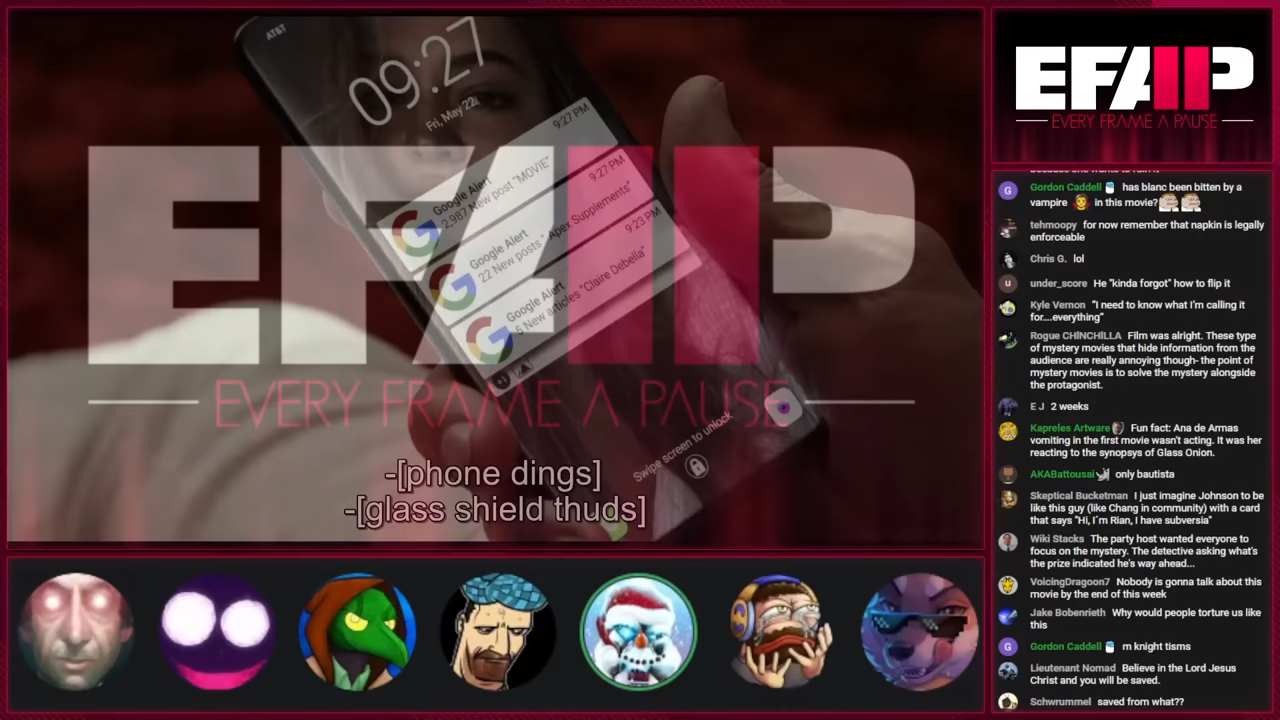 AT&T
09:27
Fri, May 22
9:27 PM
Google Alert
2,987 New post "MOVIE"
9:27 PM
Google Alert
22 New posts "Apex Supplements"
9:23 PM
Google Alert
5 New articles "Claire Debella"
Swipe screen to unlock
EFAP
EVERY FRAME A PAUSE
-[phone dings]
-[glass shield thuds]
EFAP
EVERY FRAME A PAUSE
Gordon Caddell has blanc been bitten by a
vampire in this movie?
tehmoopy for now remember that napkin is legally
enforceable
Chris G. lol
under_score He "kinda forgot" how to flip it
Kyle Vernon "I need to know what I'm calling it
for....everything"
Rogue CHÌNCHÌLLA Film was alright. These type
of mystery movies that hide information from the
audience are really annoying though- the point of
mystery movies is to solve the mystery alongside
the protagonist.
E J 2 weeks
Kapreles Artware Fun fact: Ana de Armas
vomiting in the first movie wasn't acting. It was her
reacting to the synopsys of Glass Onion.
AKABattousai only bautista
Skeptical Bucketman I just imagine Johnson to be
like this guy (like Chang in community) with a card
that says "Hi, I´m Rian, I have subversia"
Wiki Stacks The party host wanted everyone to
focus on the mystery. The detective asking what's
the prize indicated he's way ahead...
VoicingDragoon7 Nobody is gonna talk about this
movie by the end of this week
Jake Bobenrieth Why would people torture us like
this
Gordon Caddell m knight tisms
Lieutenant Nomad Believe in the Lord Jesus
Christ and you will be saved.
Schwrummel saved from what??